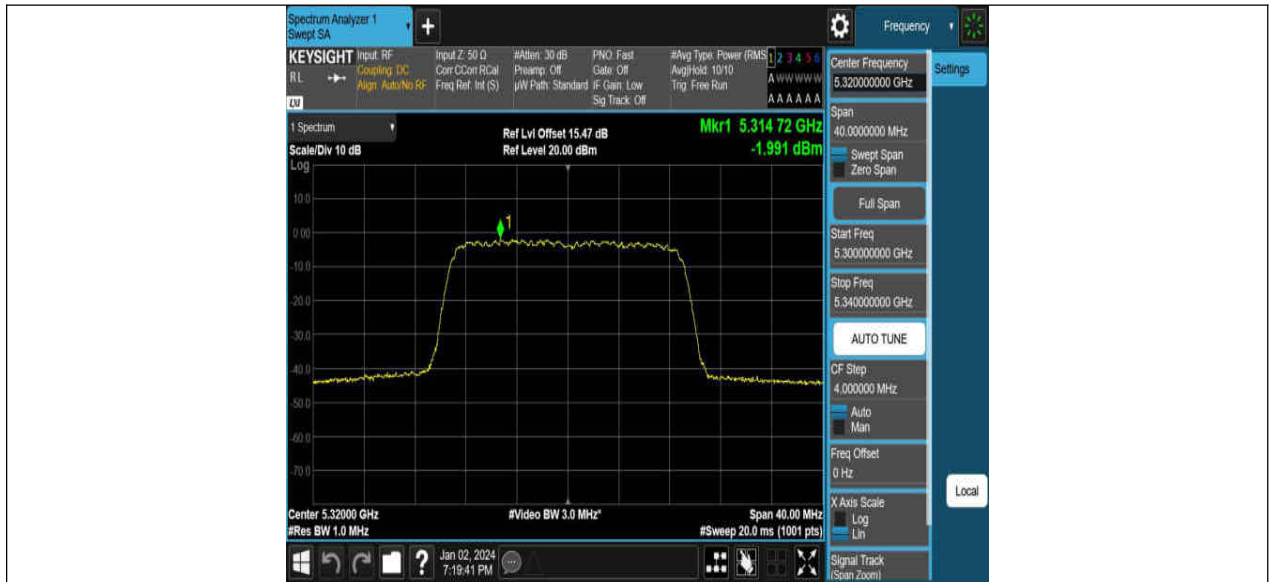 Spectrum Analyzer 1
Swept SA
+
Frequency
KEYSIGHT
RL
LXI
Input: RF
Coupling: DC
Align: Auto/No RF
Input Z: 50 Ω
Corr CCorr RCal
Freq Ref: Int (S)
#Atten: 30 dB
Preamp: Off
µW Path: Standard
PNO: Fast
Gate: Off
IF Gain: Low
Sig Track: Off
#Avg Type: Power (RMS
Avg|Hold: 10/10
Trig: Free Run
1 2 3 4 5 6
A W W W W W
A A A A A A
1 Spectrum
Scale/Div 10 dB
Log
Ref Lvl Offset 15.47 dB
Ref Level 20.00 dBm
Mkr1 5.314 72 GHz
-1.991 dBm
10.0
0.00
-10.0
-20.0
-30.0
-40.0
-50.0
-60.0
-70.0
1
Center 5.32000 GHz
#Res BW 1.0 MHz
#Video BW 3.0 MHz*
Span 40.00 MHz
#Sweep 20.0 ms (1001 pts)
?
Jan 02, 2024
7:19:41 PM
Center Frequency
5.320000000 GHz
Settings
Span
40.0000000 MHz
Swept Span
Zero Span
Full Span
Start Freq
5.300000000 GHz
Stop Freq
5.340000000 GHz
AUTO TUNE
CF Step
4.000000 MHz
Auto
Man
Freq Offset
0 Hz
Local
X Axis Scale
Log
Lin
Signal Track
(Span Zoom)